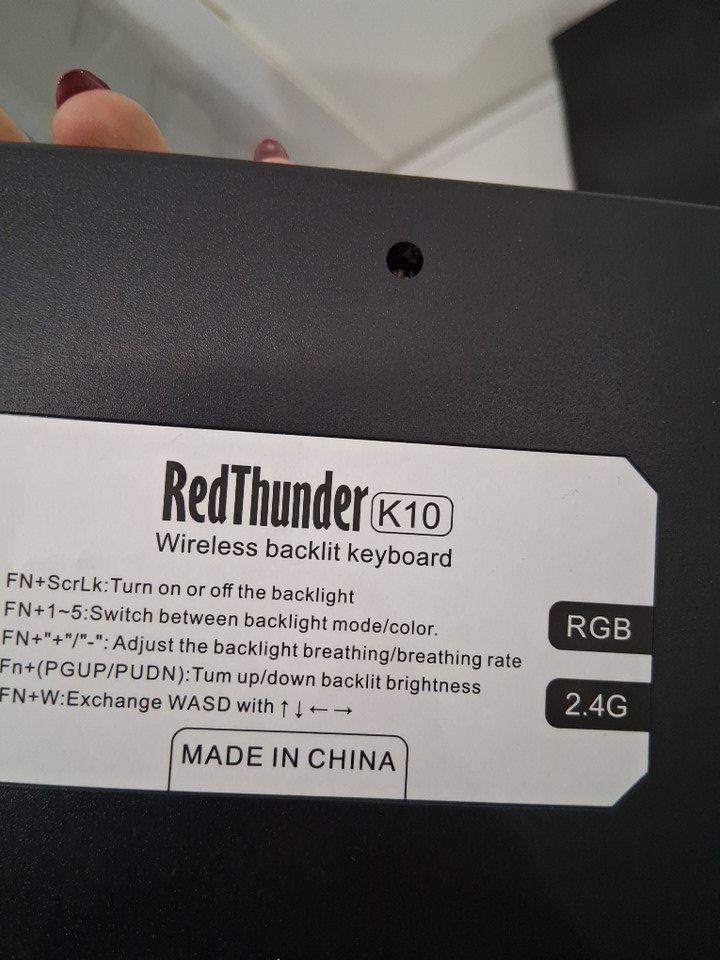 RedThunder K10
Wireless backlit keyboard
FN+ScrLk:Turn on or off the backlight
FN+1~5:Switch between backlight mode/color.
FN+"+"/"-": Adjust the backlight breathing/breathing rate
Fn+(PGUP/PUDN):Tum up/down backlit brightness
FN+W:Exchange WASD with ↑↓←→
RGB
2.4G
MADE IN CHINA